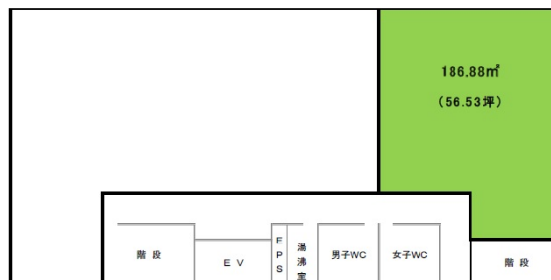 186.88㎡
（56.53坪）
階 段
E V
E
P
S
湯
沸
室
男子WC
女子WC
階 段